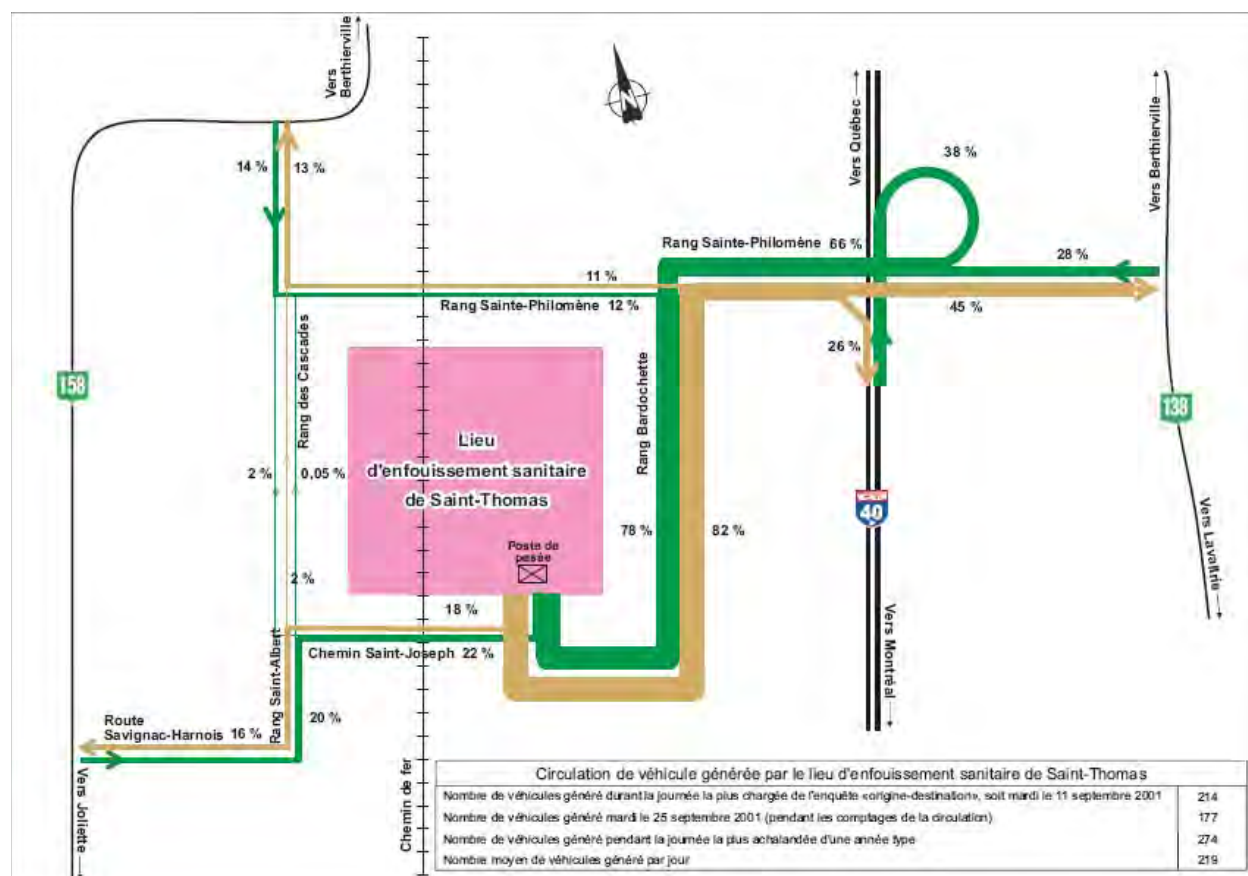 Vers
Berthierville
14 %
13 %
Vers Québec
38 %
Vers Berthierville
Rang Sainte-Philomène 66 %
28 %
11 %
Rang Sainte-Philomène 12 %
45 %
26 %
158
Rang des Cascades
Rang Bardochette
138
Lieu
d'enfouissement sanitaire
de Saint-Thomas
2 %
0,05 %
40
Vers Lavaltrie
78 %
82 %
Poste de
pesée
2 %
18 %
Chemin Saint-Joseph 22 %
Rang Saint-Albert
Vers Montréal
20 %
Route
Savignac-Harnois 16 %
Vers Joliette
Chemin de fer
Circulation de véhicule générée par le lieu d'enfouissement sanitaire de Saint-Thomas
Nombre de véhicules généré durant la journée la plus chargée de l'enquête «origine-destination», soit mardi le 11 septembre 2001 214
Nombre de véhicules généré mardi le 25 septembre 2001 (pendant les comptages de la circulation) 177
Nombre de véhicules généré pendant la journée la plus achalandée d'une année type 274
Nombre moyen de véhicules généré par jour 219